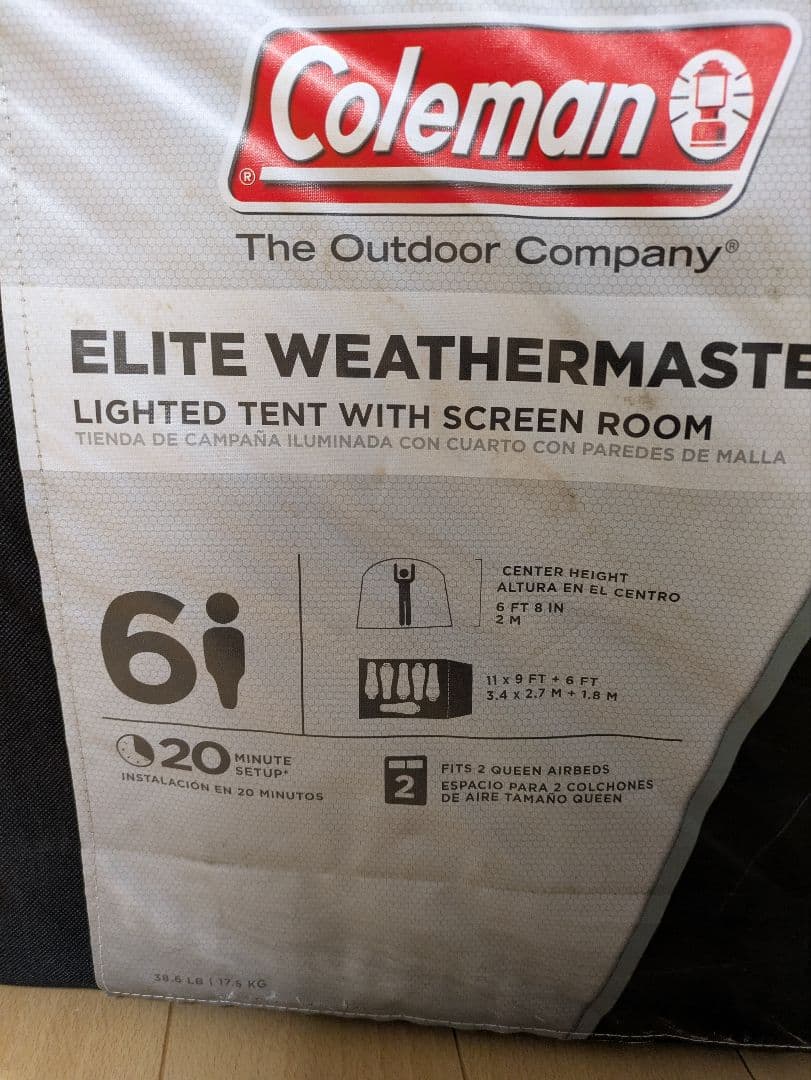 Coleman
®
The Outdoor Company®
ELITE WEATHERMASTE
LIGHTED TENT WITH SCREEN ROOM
TIENDA DE CAMPAÑA ILUMINADA CON CUARTO CON PAREDES DE MALLA
6
CENTER HEIGHT
ALTURA EN EL CENTRO
6 FT 8 IN
2 M
11 x 9 FT + 6 FT
3.4 x 2.7 M + 1.8 M
20 MINUTE
SETUP*
INSTALACIÓN EN 20 MINUTOS
2
FITS 2 QUEEN AIRBEDS
ESPACIO PARA 2 COLCHONES
DE AIRE TAMAÑO QUEEN
38.6 LB | 17.5 KG